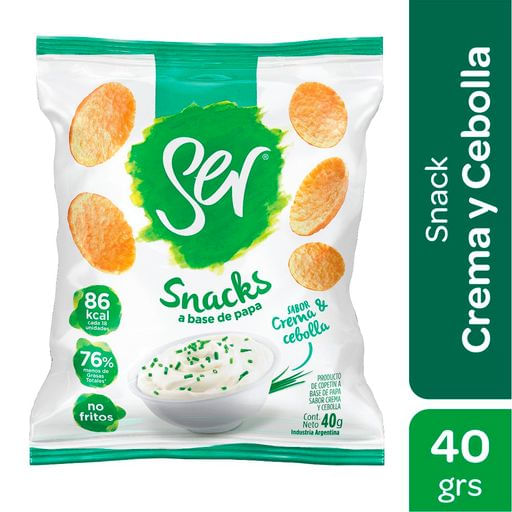 Ser®
Snacks
a base de papa
86
kcal
cada 18
unidades
76%
menos de
Grasas
Totales*
no
fritos
SABOR
Crema &
cebolla
PRODUCTO
DE COPETÍN A
BASE DE PAPA
SABOR CREMA
Y CEBOLLA
Cont.
Neto 40g
Industria Argentina
Snack
Crema y Cebolla
40
grs